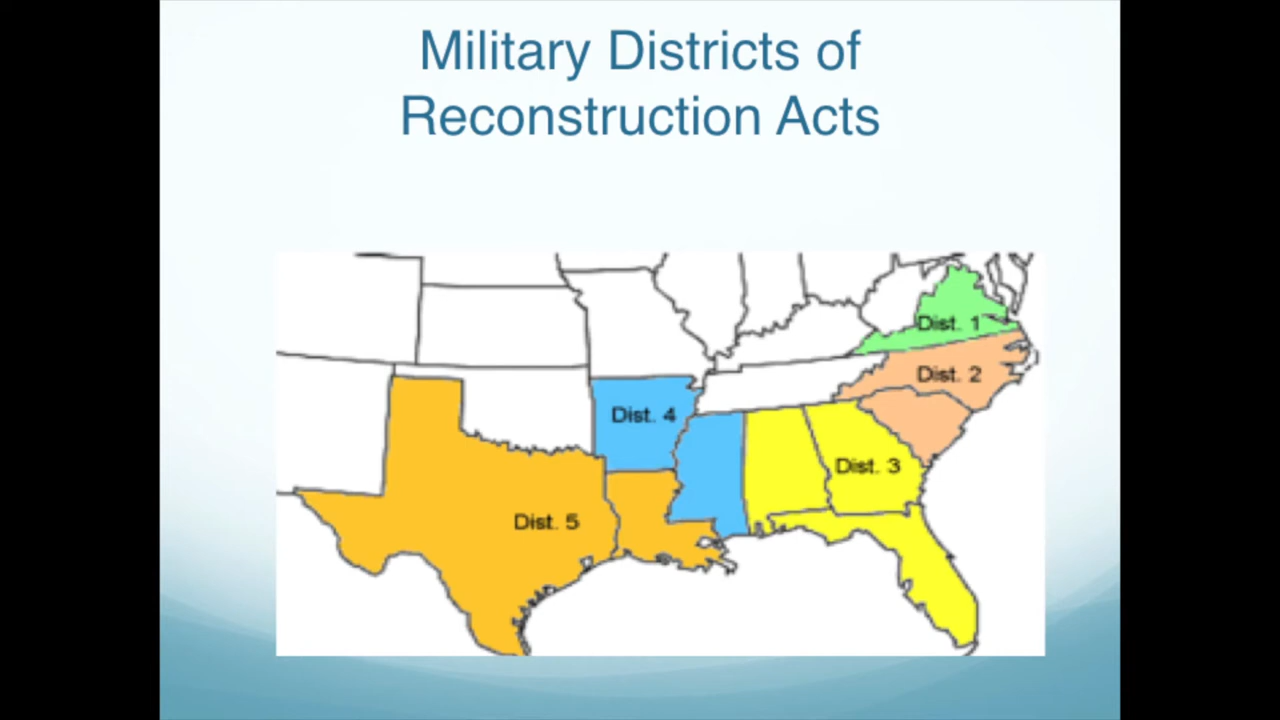 Military Districts of
Reconstruction Acts
Dist. 1
Dist. 2
Dist. 4
Dist. 3
Dist. 5